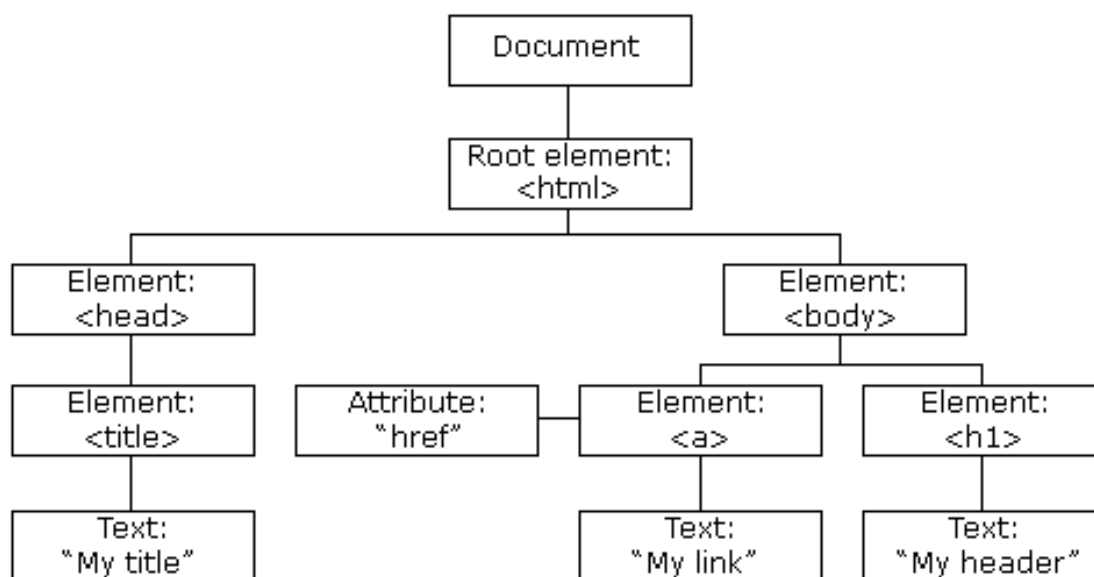 Document
Root element:
<html>
Element:
<head>
Element:
<body>
Element:
<title>
Attribute:
“href”
Element:
<a>
Element:
<h1>
Text:
“My title”
Text:
“My link”
Text:
“My header”